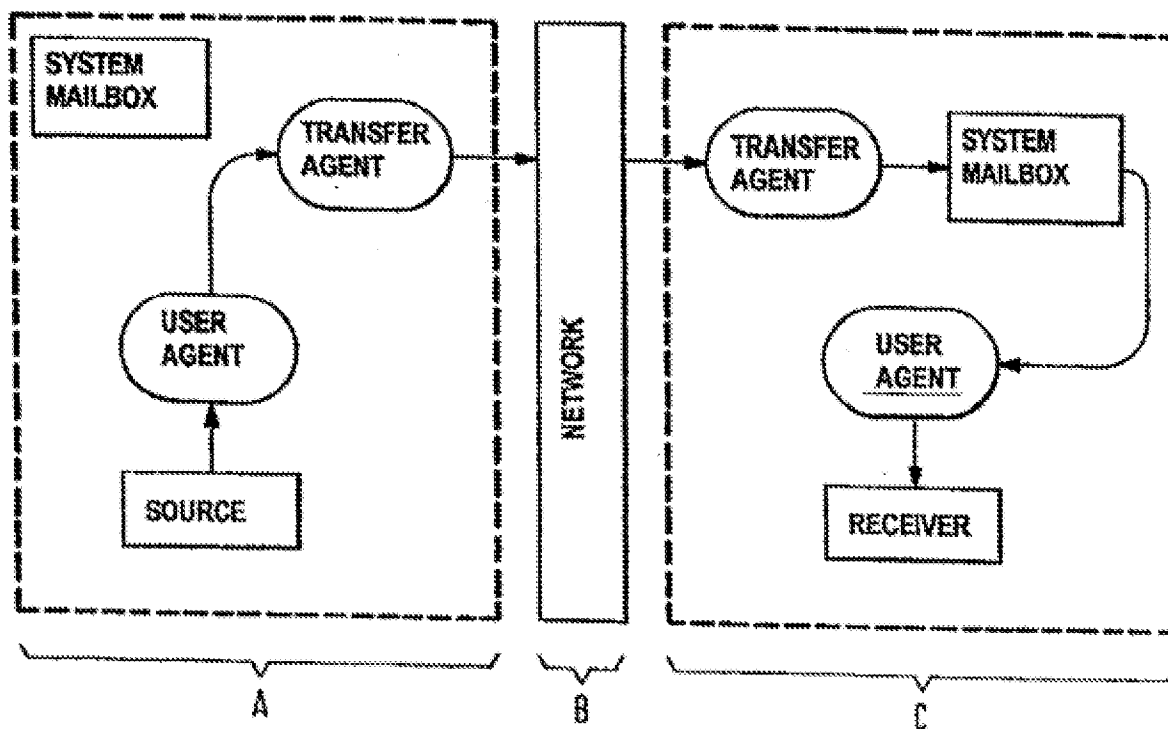 SYSTEM
MAILBOX
TRANSFER
AGENT
USER
AGENT
SOURCE
NETWORK
TRANSFER
AGENT
SYSTEM
MAILBOX
USER
AGENT
RECEIVER
A
B
C